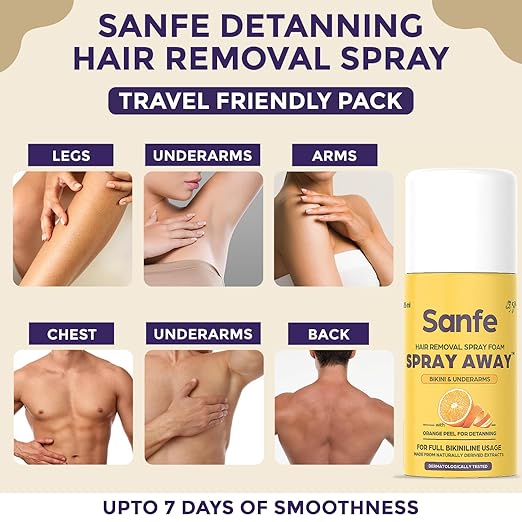 SANFE DETANNING
HAIR REMOVAL SPRAY
TRAVEL FRIENDLY PACK
LEGS
UNDERARMS
ARMS
CHEST
UNDERARMS
BACK
Sanfe
HAIR REMOVAL SPRAY FOAM
SPRAY AWAY™
BIKINI & UNDERARMS
with
ORANGE PEEL FOR DETANNING
FOR FULL BIKINILINE USAGE
MADE FROM NATURALLY DERIVED EXTRACTS
DERMATOLOGICALLY TESTED
UPTO 7 DAYS OF SMOOTHNESS